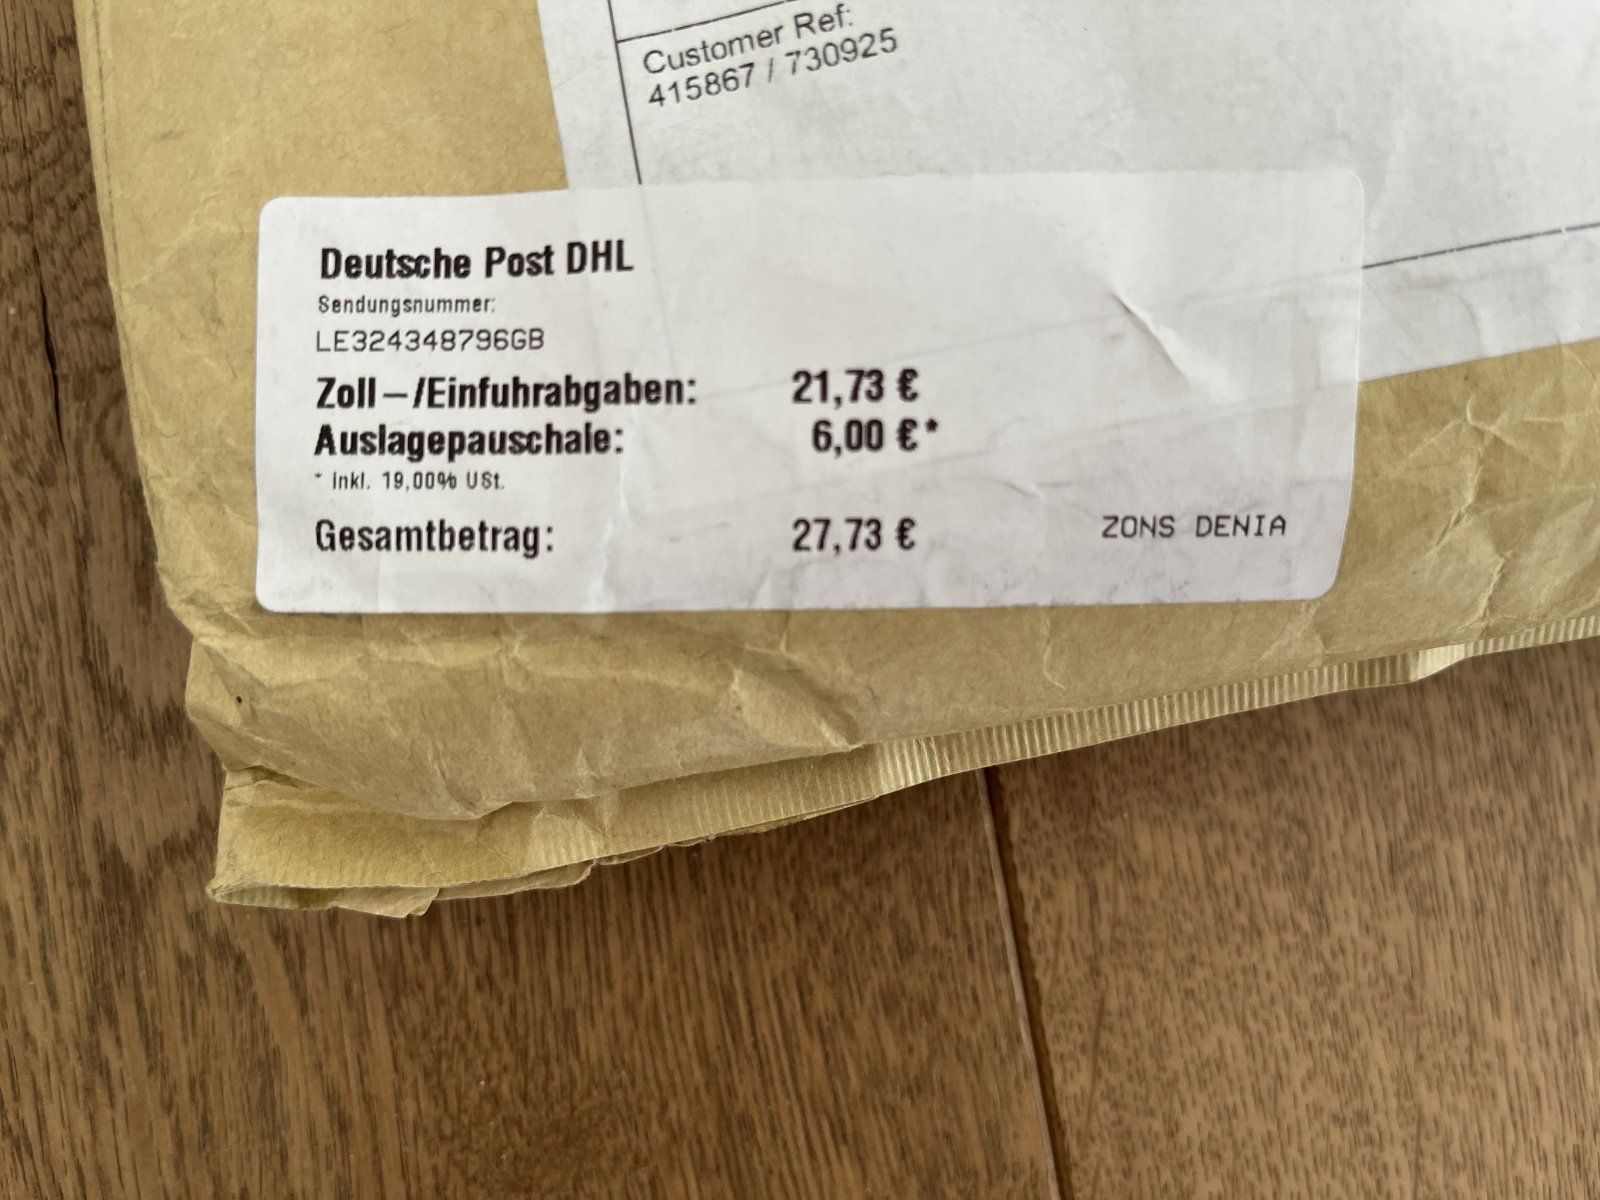 Customer Ref:
415867 / 730925
Deutsche Post DHL
Sendungsnummer:
LE324348796GB
Zoll-/Einfuhrabgaben: 21,73 €
Auslagepauschale: 6,00 €*
* inkl. 19,00% USt.
Gesamtbetrag: 27,73 € ZONS DENIA